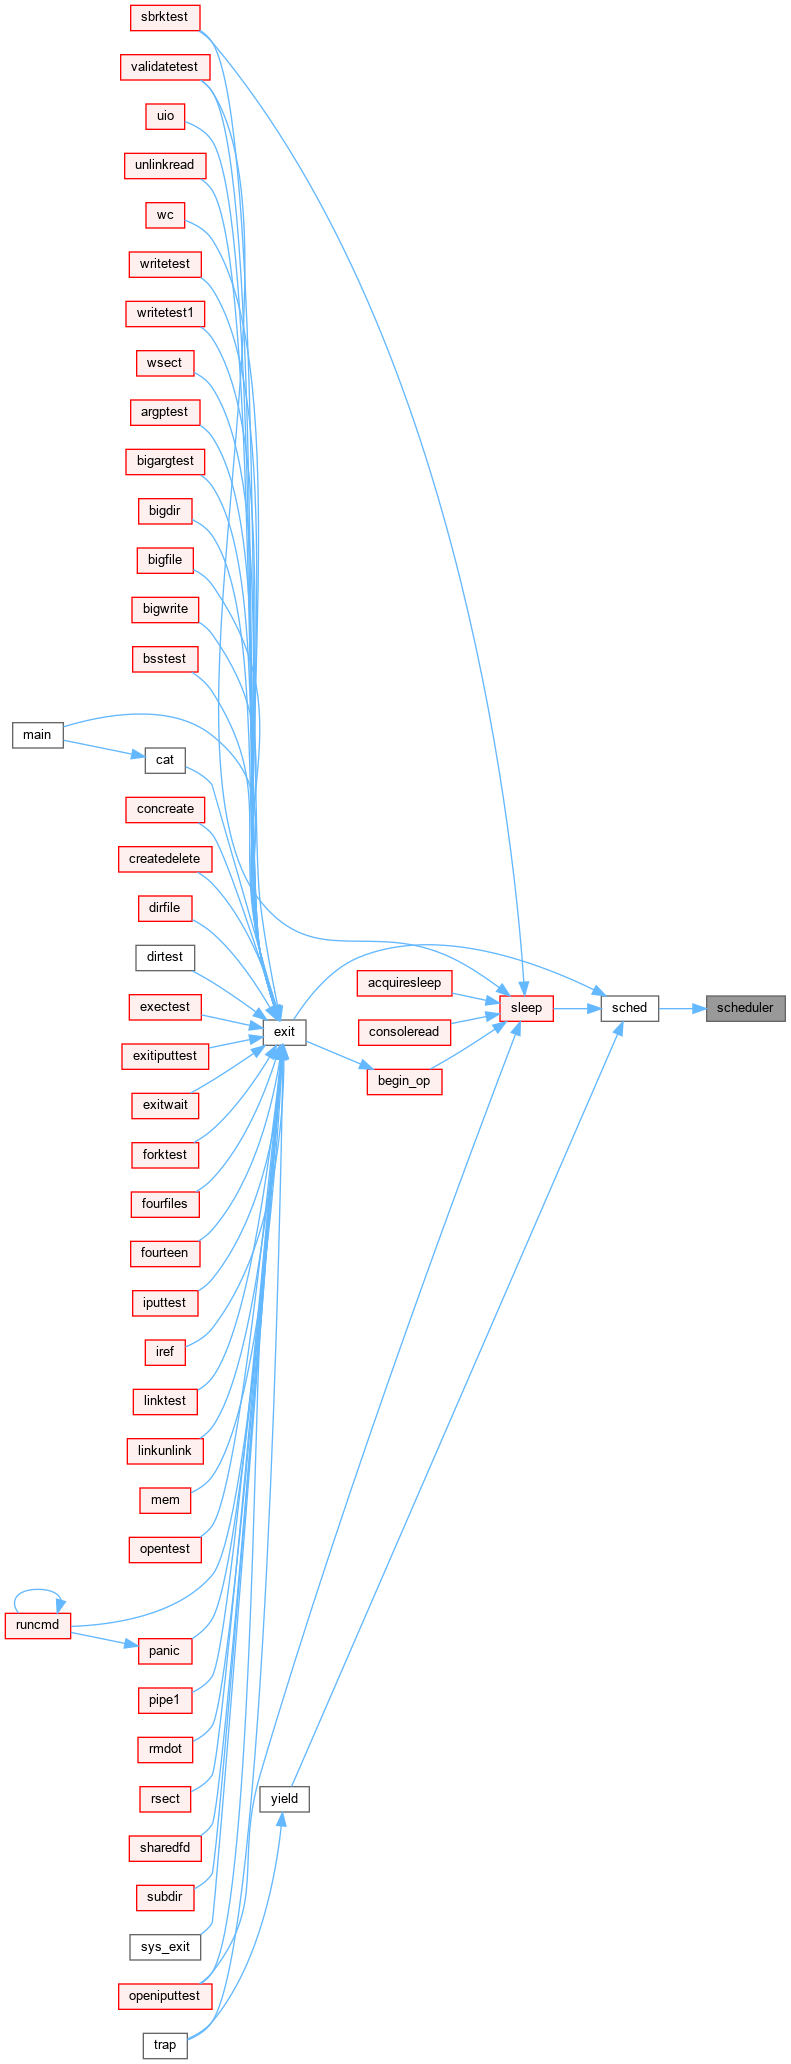 sbrktest
validatetest
uio
unlinkread
wc
writetest
writetest1
wsect
argptest
bigargtest
bigdir
bigfile
bigwrite
bsstest
main
cat
concreate
createdelete
dirfile
dirtest
acquiresleep
exectest
sleep
sched
scheduler
consoleread
exit
exitiputtest
begin_op
exitwait
forktest
fourfiles
fourteen
iputtest
iref
linktest
linkunlink
mem
opentest
runcmd
panic
pipe1
rmdot
rsect
yield
sharedfd
subdir
sys_exit
openiputtest
trap